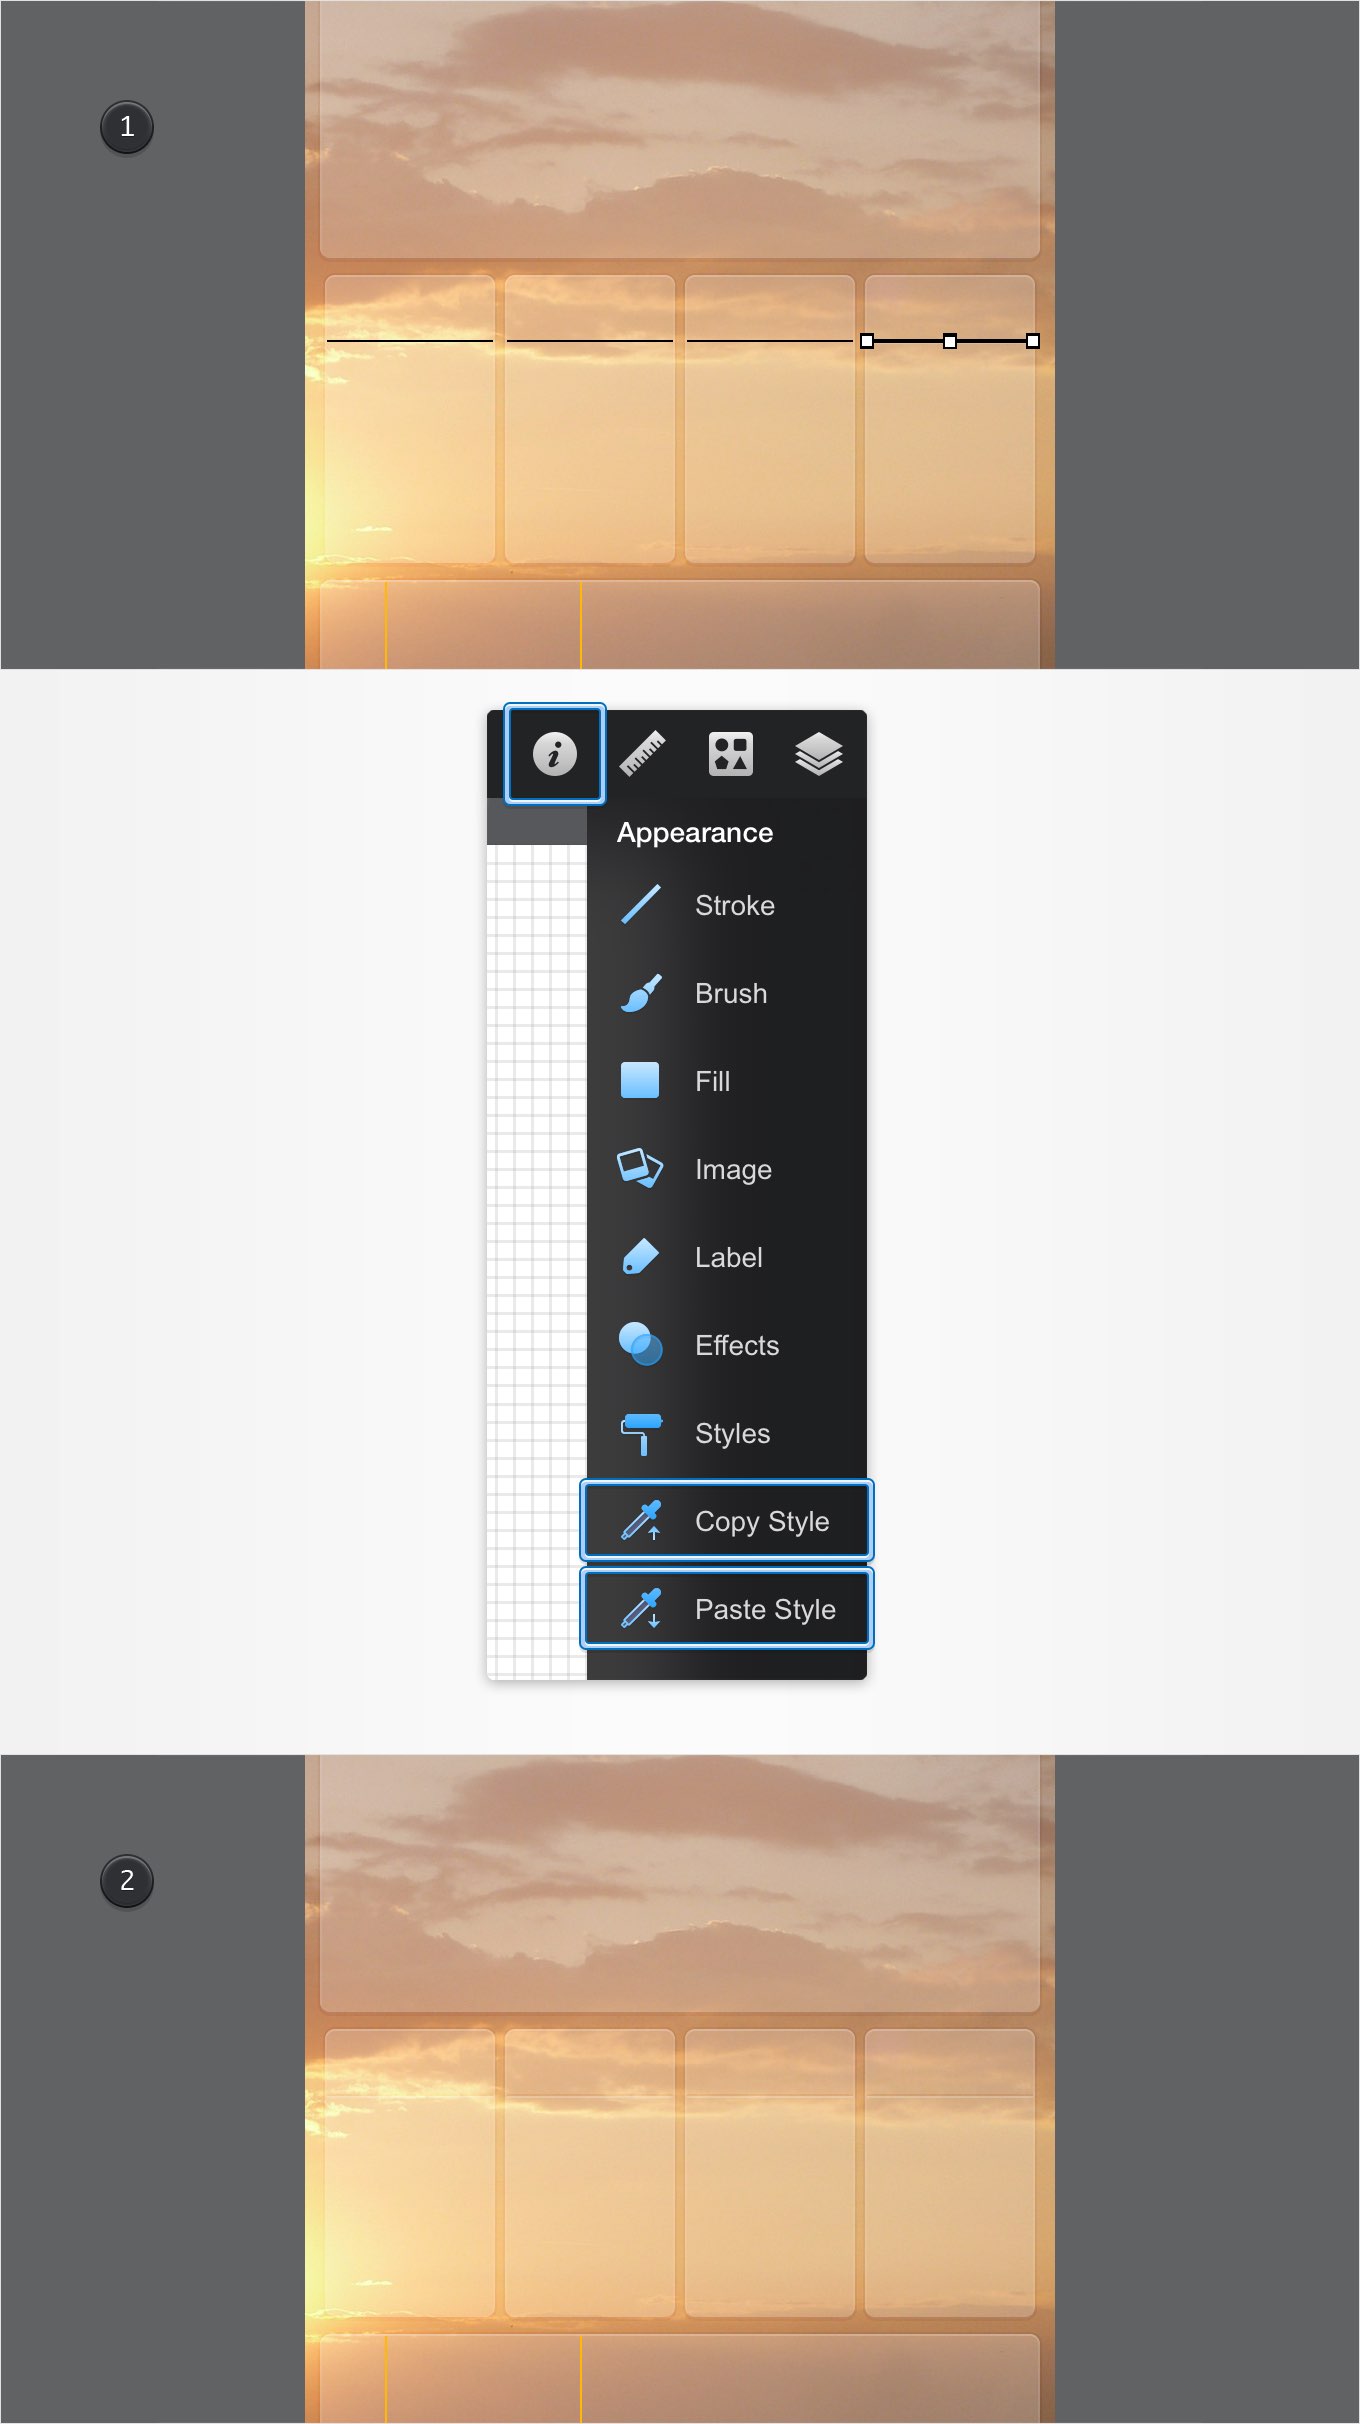 1
Appearance
Stroke
Brush
Fill
Image
Label
Effects
Styles
Copy Style
Paste Style
2